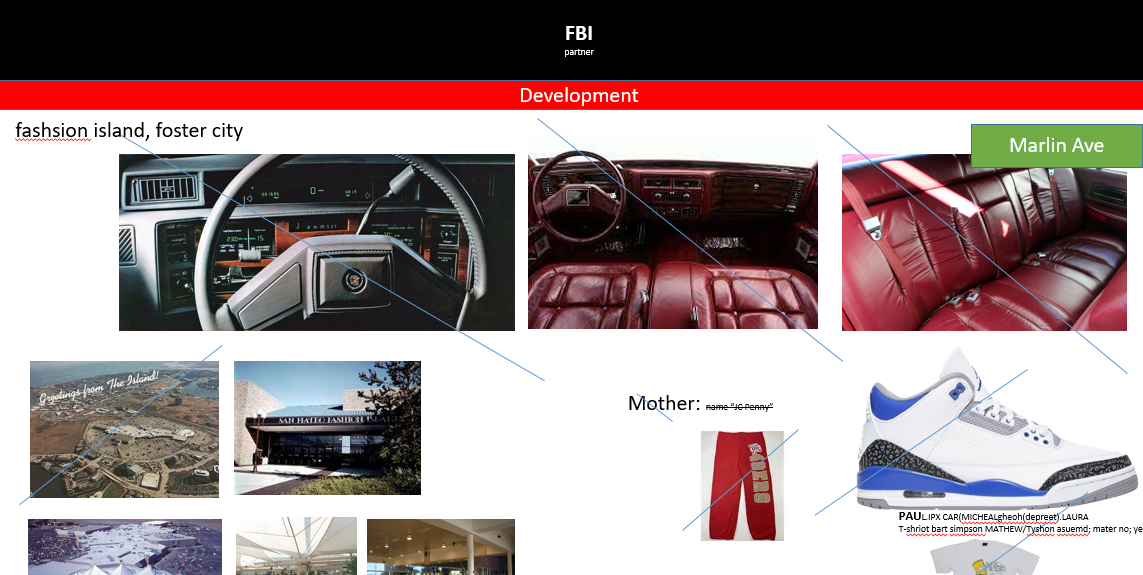 FBI
partner
Development
fashsion island, foster city
Marlin Ave
Greetings from The Island!
SAN MATEO FASHION ISLAND
Mother: name "JC Penny"
49ERS
PAUL.IPX CAR(MICHEALgheoh(depreet).LAURA
T-shriot bart simpson MATHEW/Tyshon asuemd; mater no; ye